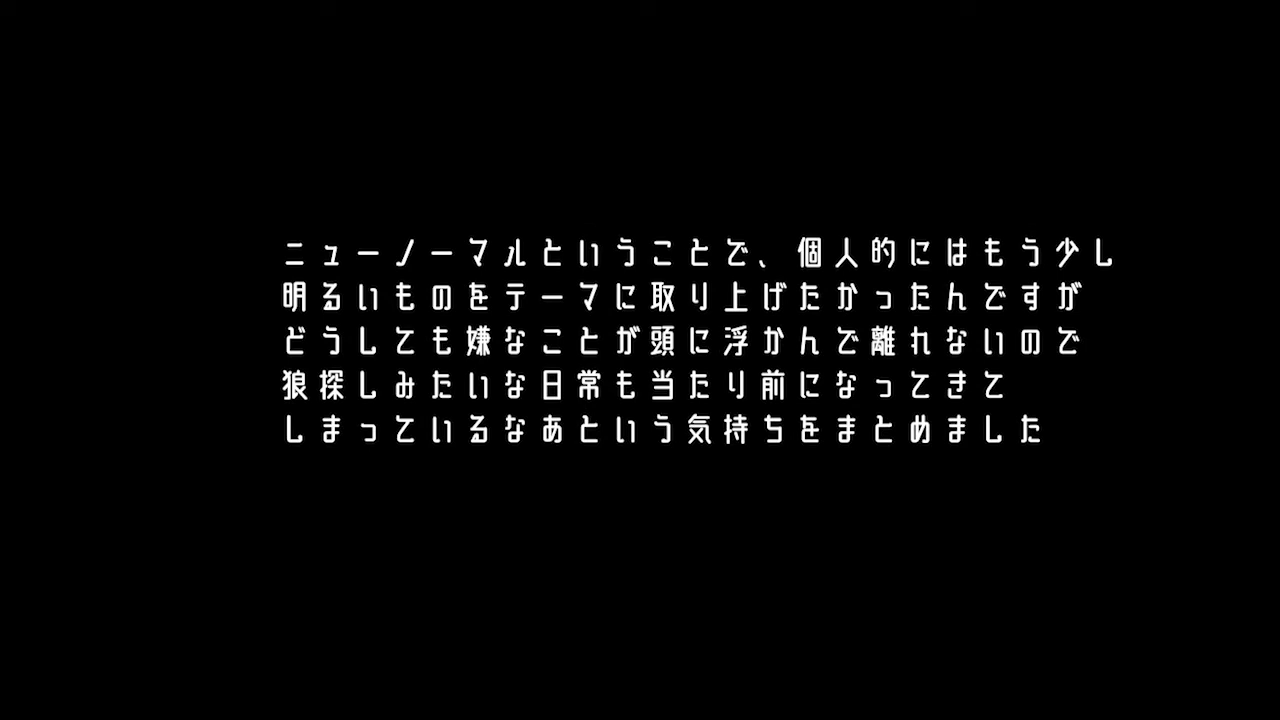 ニューノーマルということで、個人的にはもう少し
明るいものをテーマに取り上げたかったんですが
どうしても嫌なことが頭に浮かんで離れないので
狼探しみたいな日常も当たり前になってきて
しまっているなあという気持ちをまとめました